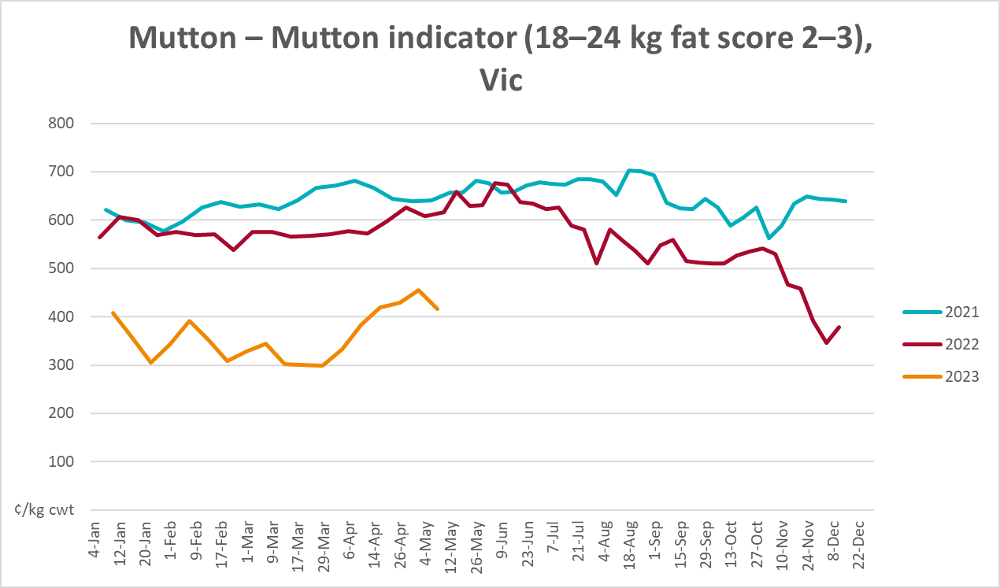 Mutton – Mutton indicator (18–24 kg fat score 2–3),
Vic
800
700
600
500
400
300
200
100
¢/kg cwt
4-Jan
12-Jan
20-Jan
1-Feb
9-Feb
17-Feb
1-Mar
9-Mar
17-Mar
29-Mar
6-Apr
14-Apr
26-Apr
4-May
12-May
26-May
9-Jun
23-Jun
7-Jul
21-Jul
4-Aug
18-Aug
1-Sep
15-Sep
29-Sep
13-Oct
27-Oct
10-Nov
24-Nov
8-Dec
22-Dec
2021
2022
2023